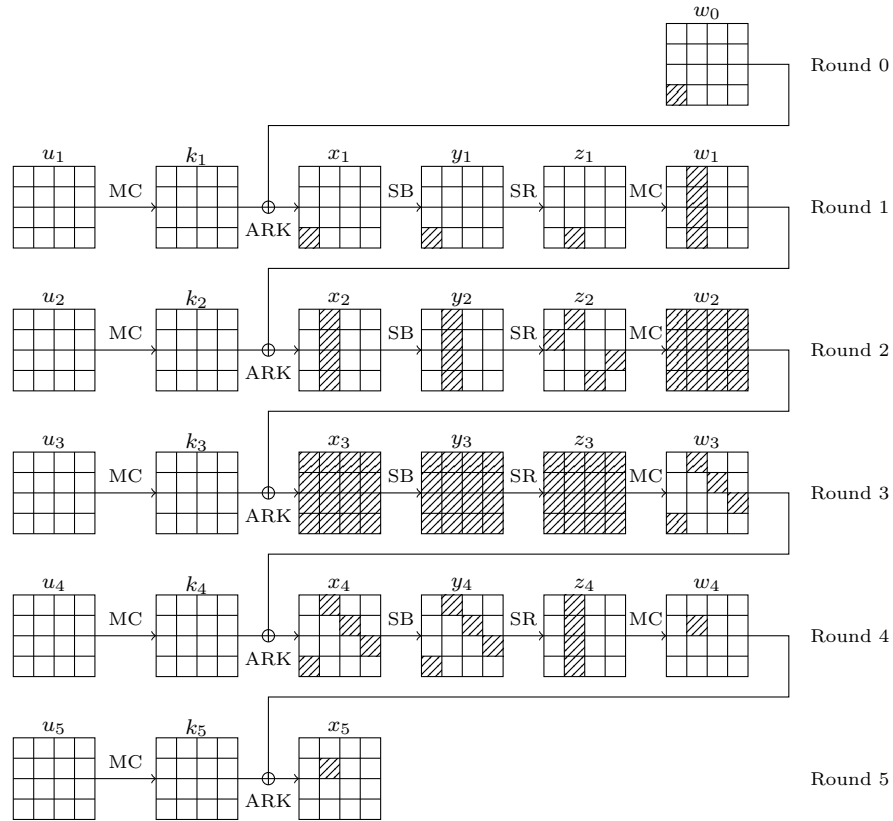 w₀
Round 0
u₁ k₁ x₁ y₁ z₁ w₁
MC SB SR MC
Round 1
ARK
u₂ k₂ x₂ y₂ z₂ w₂
MC SB SR MC
Round 2
ARK
u₃ k₃ x₃ y₃ z₃ w₃
MC SB SR MC
Round 3
ARK
u₄ k₄ x₄ y₄ z₄ w₄
MC SB SR MC
Round 4
ARK
u₅ k₅ x₅
MC
Round 5
ARK